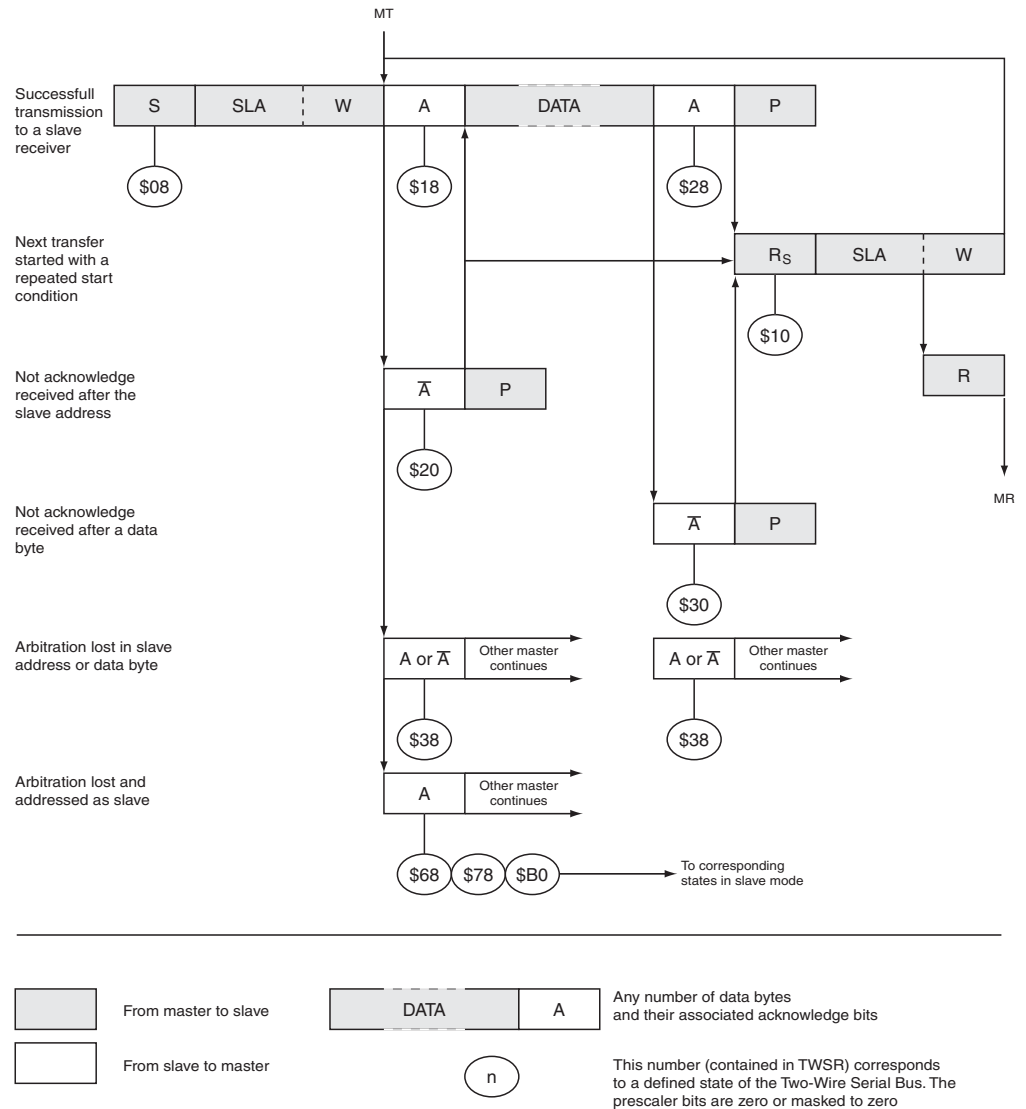 MT
Successfull
transmission
to a slave
receiver
S SLA W A DATA A P
$08 $18 $28
Next transfer
started with a
repeated start
condition
RS SLA W
$10
Not acknowledge
received after the
slave address
A̅ P
R
$20
MR
Not acknowledge
received after a data
byte
A̅ P
$30
Arbitration lost in slave
address or data byte
A or A̅
Other master
continues
A or A̅
Other master
continues
$38 $38
Arbitration lost and
addressed as slave
A
Other master
continues
$68 $78 $B0
To corresponding
states in slave mode
From master to slave
DATA A
Any number of data bytes
and their associated acknowledge bits
From slave to master
n
This number (contained in TWSR) corresponds
to a defined state of the Two-Wire Serial Bus. The
prescaler bits are zero or masked to zero